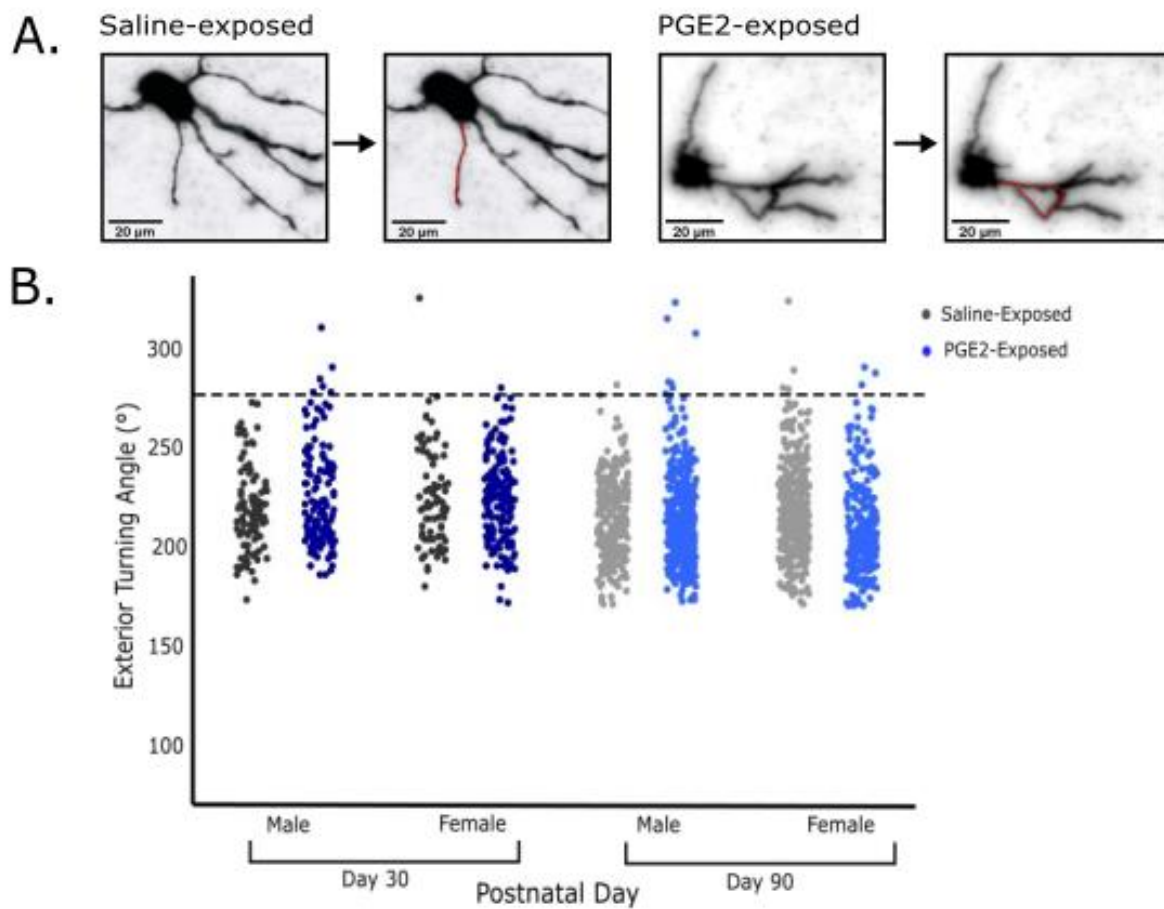 A.
Saline-exposed PGE2-exposed
20 μm 20 μm 20 μm 20 μm
B.
Exterior Turning Angle (°)
300
250
200
150
100
Saline-Exposed
PGE2-Exposed
Male Female Male Female
Day 30 Day 90
Postnatal Day